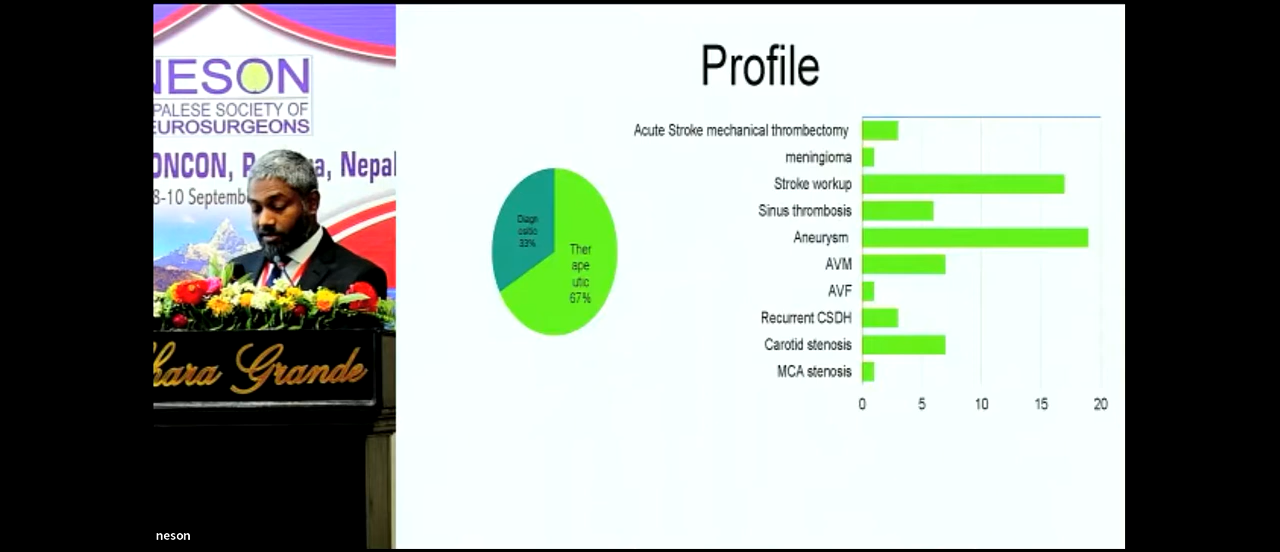 NESON
PALESE SOCIETY OF
EUROSURGEONS
ONCON, P a, Nepal
8-10 Septemb
hara Grande
neson
Profile
Diagn
ostic
33%
Ther
ape
utic
67%
Acute Stroke mechanical thrombectomy
meningioma
Stroke workup
Sinus thrombosis
Aneurysm
AVM
AVF
Recurrent CSDH
Carotid stenosis
MCA stenosis
0 5 10 15 20